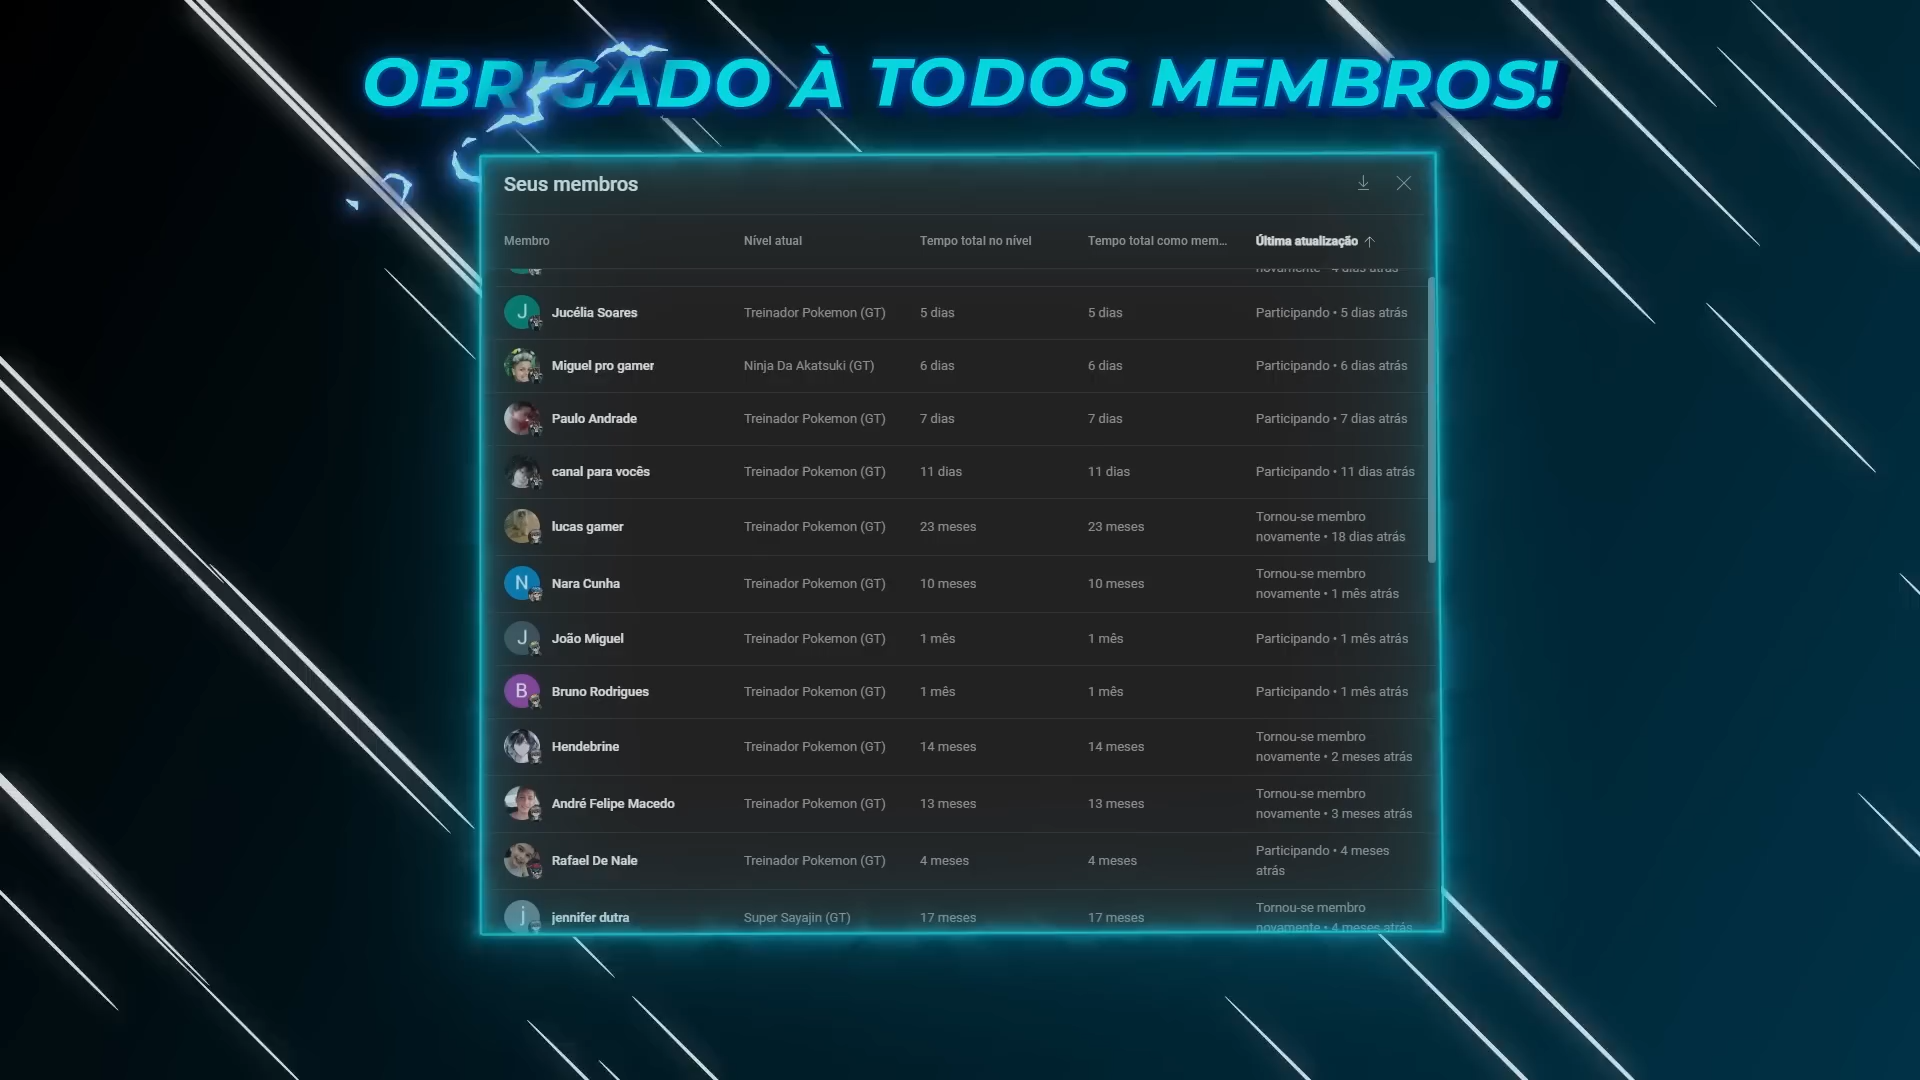 OBRIGADO À TODOS MEMBROS!
Seus membros
Membro Nível atual Tempo total no nível Tempo total como mem... Última atualização
novamente • 4 dias atrás
J Jucélia Soares Treinador Pokemon (GT) 5 dias 5 dias Participando • 5 dias atrás
Miguel pro gamer Ninja Da Akatsuki (GT) 6 dias 6 dias Participando • 6 dias atrás
Paulo Andrade Treinador Pokemon (GT) 7 dias 7 dias Participando • 7 dias atrás
canal para vocês Treinador Pokemon (GT) 11 dias 11 dias Participando • 11 dias atrás
lucas gamer Treinador Pokemon (GT) 23 meses 23 meses Tornou-se membro
novamente • 18 dias atrás
N Nara Cunha Treinador Pokemon (GT) 10 meses 10 meses Tornou-se membro
novamente • 1 mês atrás
J João Miguel Treinador Pokemon (GT) 1 mês 1 mês Participando • 1 mês atrás
B Bruno Rodrigues Treinador Pokemon (GT) 1 mês 1 mês Participando • 1 mês atrás
Hendebrine Treinador Pokemon (GT) 14 meses 14 meses Tornou-se membro
novamente • 2 meses atrás
André Felipe Macedo Treinador Pokemon (GT) 13 meses 13 meses Tornou-se membro
novamente • 3 meses atrás
Rafael De Nale Treinador Pokemon (GT) 4 meses 4 meses Participando • 4 meses
atrás
j jennifer dutra Super Sayajin (GT) 17 meses 17 meses Tornou-se membro
novamente • 4 meses atrás